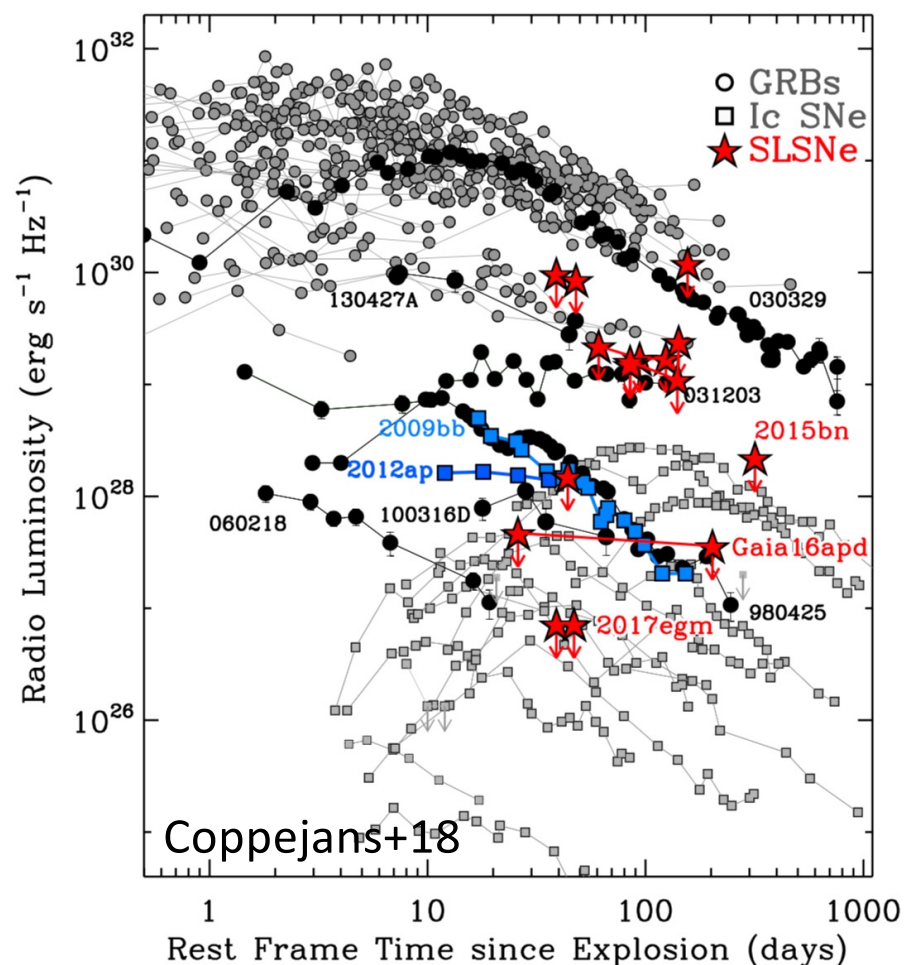 10^32
GRBs
Ic SNe
SLSNe
10^30
130427A
030329
031203
2009bb
2015bn
2012ap
10^28
060218
100316D
Gaia16apd
980425
2017egm
10^26
Coppejans+18
1 10 100 1000
Rest Frame Time since Explosion (days)
Radio Luminosity (erg s^−1 Hz^−1)